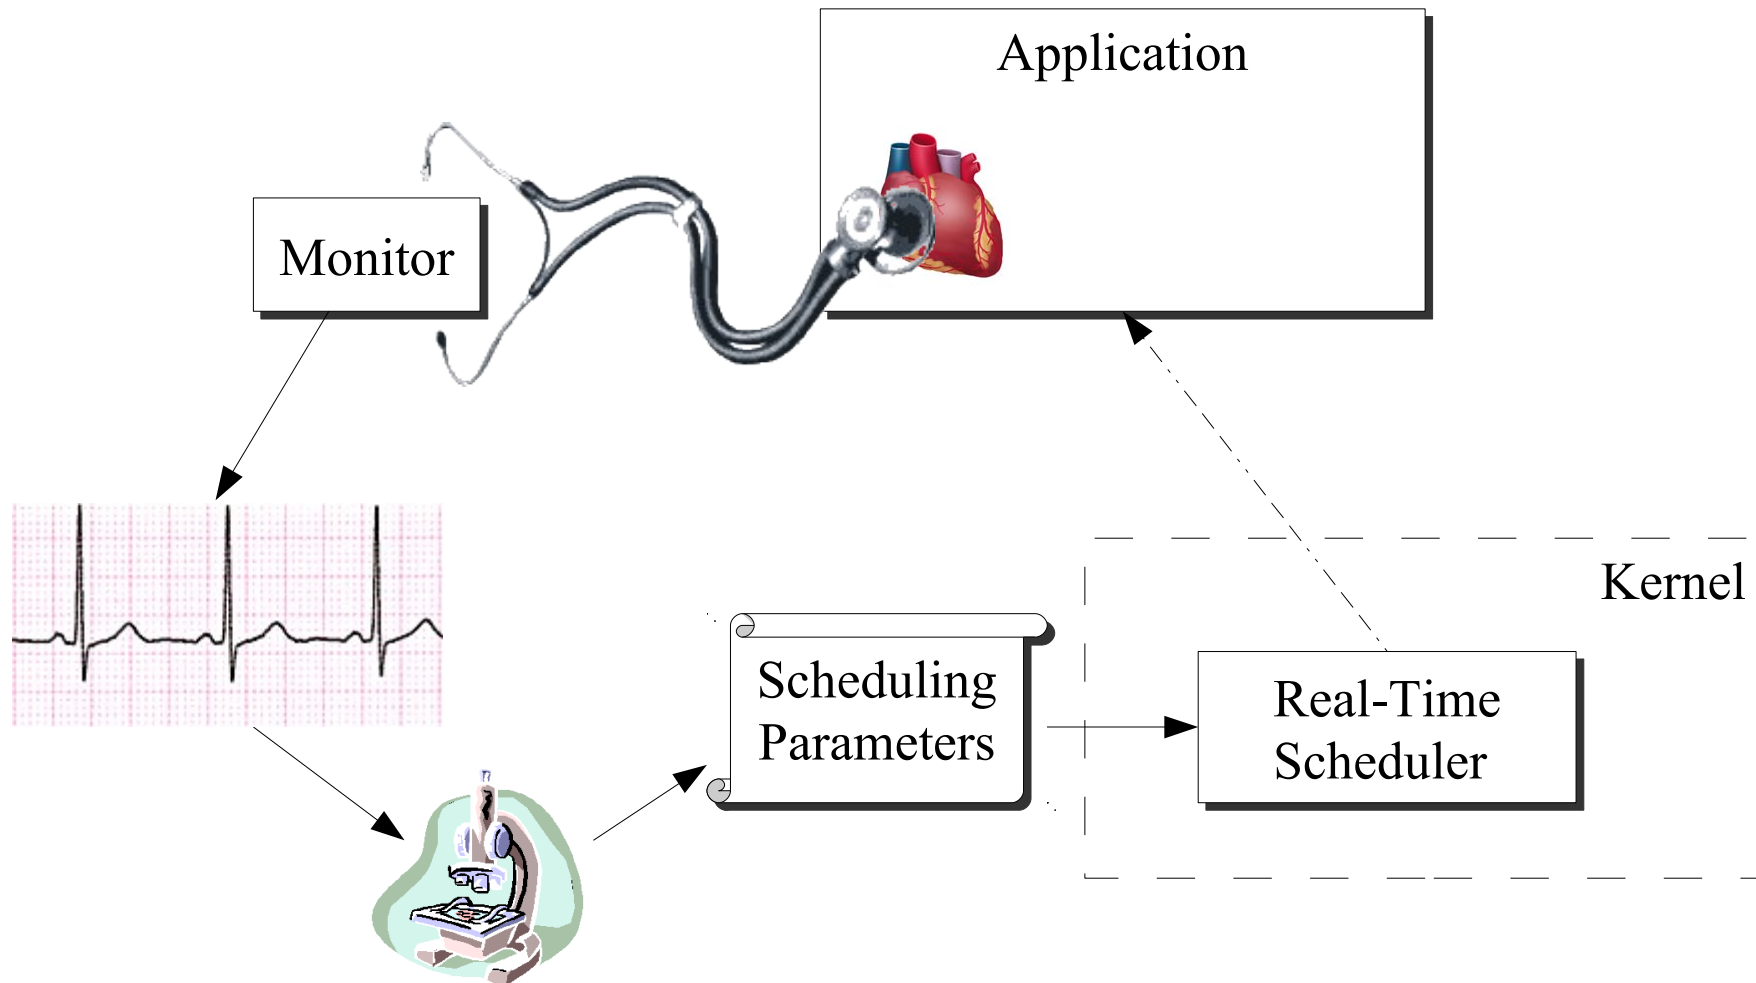 Application
Monitor
Kernel
Scheduling
Parameters
Real-Time
Scheduler